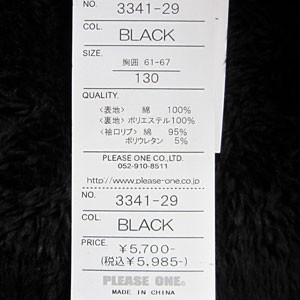 NO. 3341-29
COL. BLACK
SIZE.
胸囲 61-67
130
QUALITY.
〈表地〉 綿 100%
〈裏地〉 ポリエステル100%
〈袖口リブ〉 綿 95%
ポリウレタン 5%
PLEASE ONE CO.,LTD.
052-910-8511
http://www.please-one.co.jp
NO. 3341-29
COL. BLACK
PRICE. ¥5,700-
(税込¥5,985-)
PLEASE ONE.
MADE IN CHINA